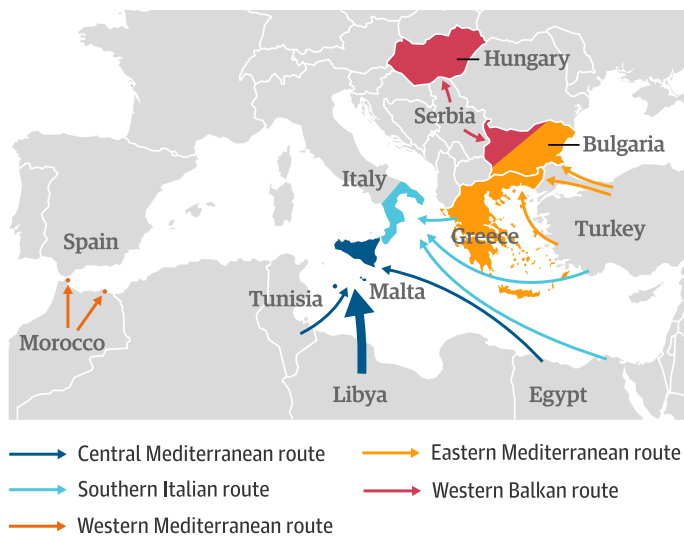 Hungary
Serbia
Bulgaria
Italy
Greece
Turkey
Spain
Tunisia
Malta
Morocco
Libya
Egypt
Central Mediterranean route
Eastern Mediterranean route
Southern Italian route
Western Balkan route
Western Mediterranean route